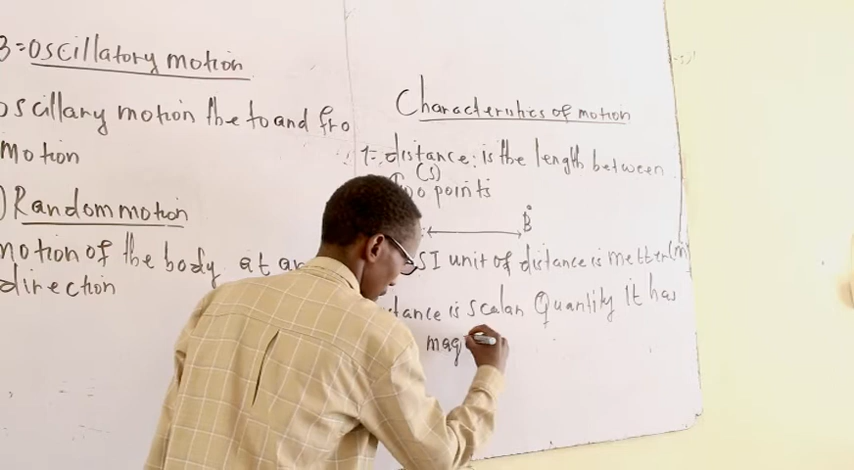 3=oscillatory motion
oscillary motion the to and fro
motion
) Random motion
motion of the body at an
direction
Characteristics of motion
1=. distance: is the length between
(s)
two points
B
SI unit of distance is metter (m)
tance is scalar Quantity it has
mag